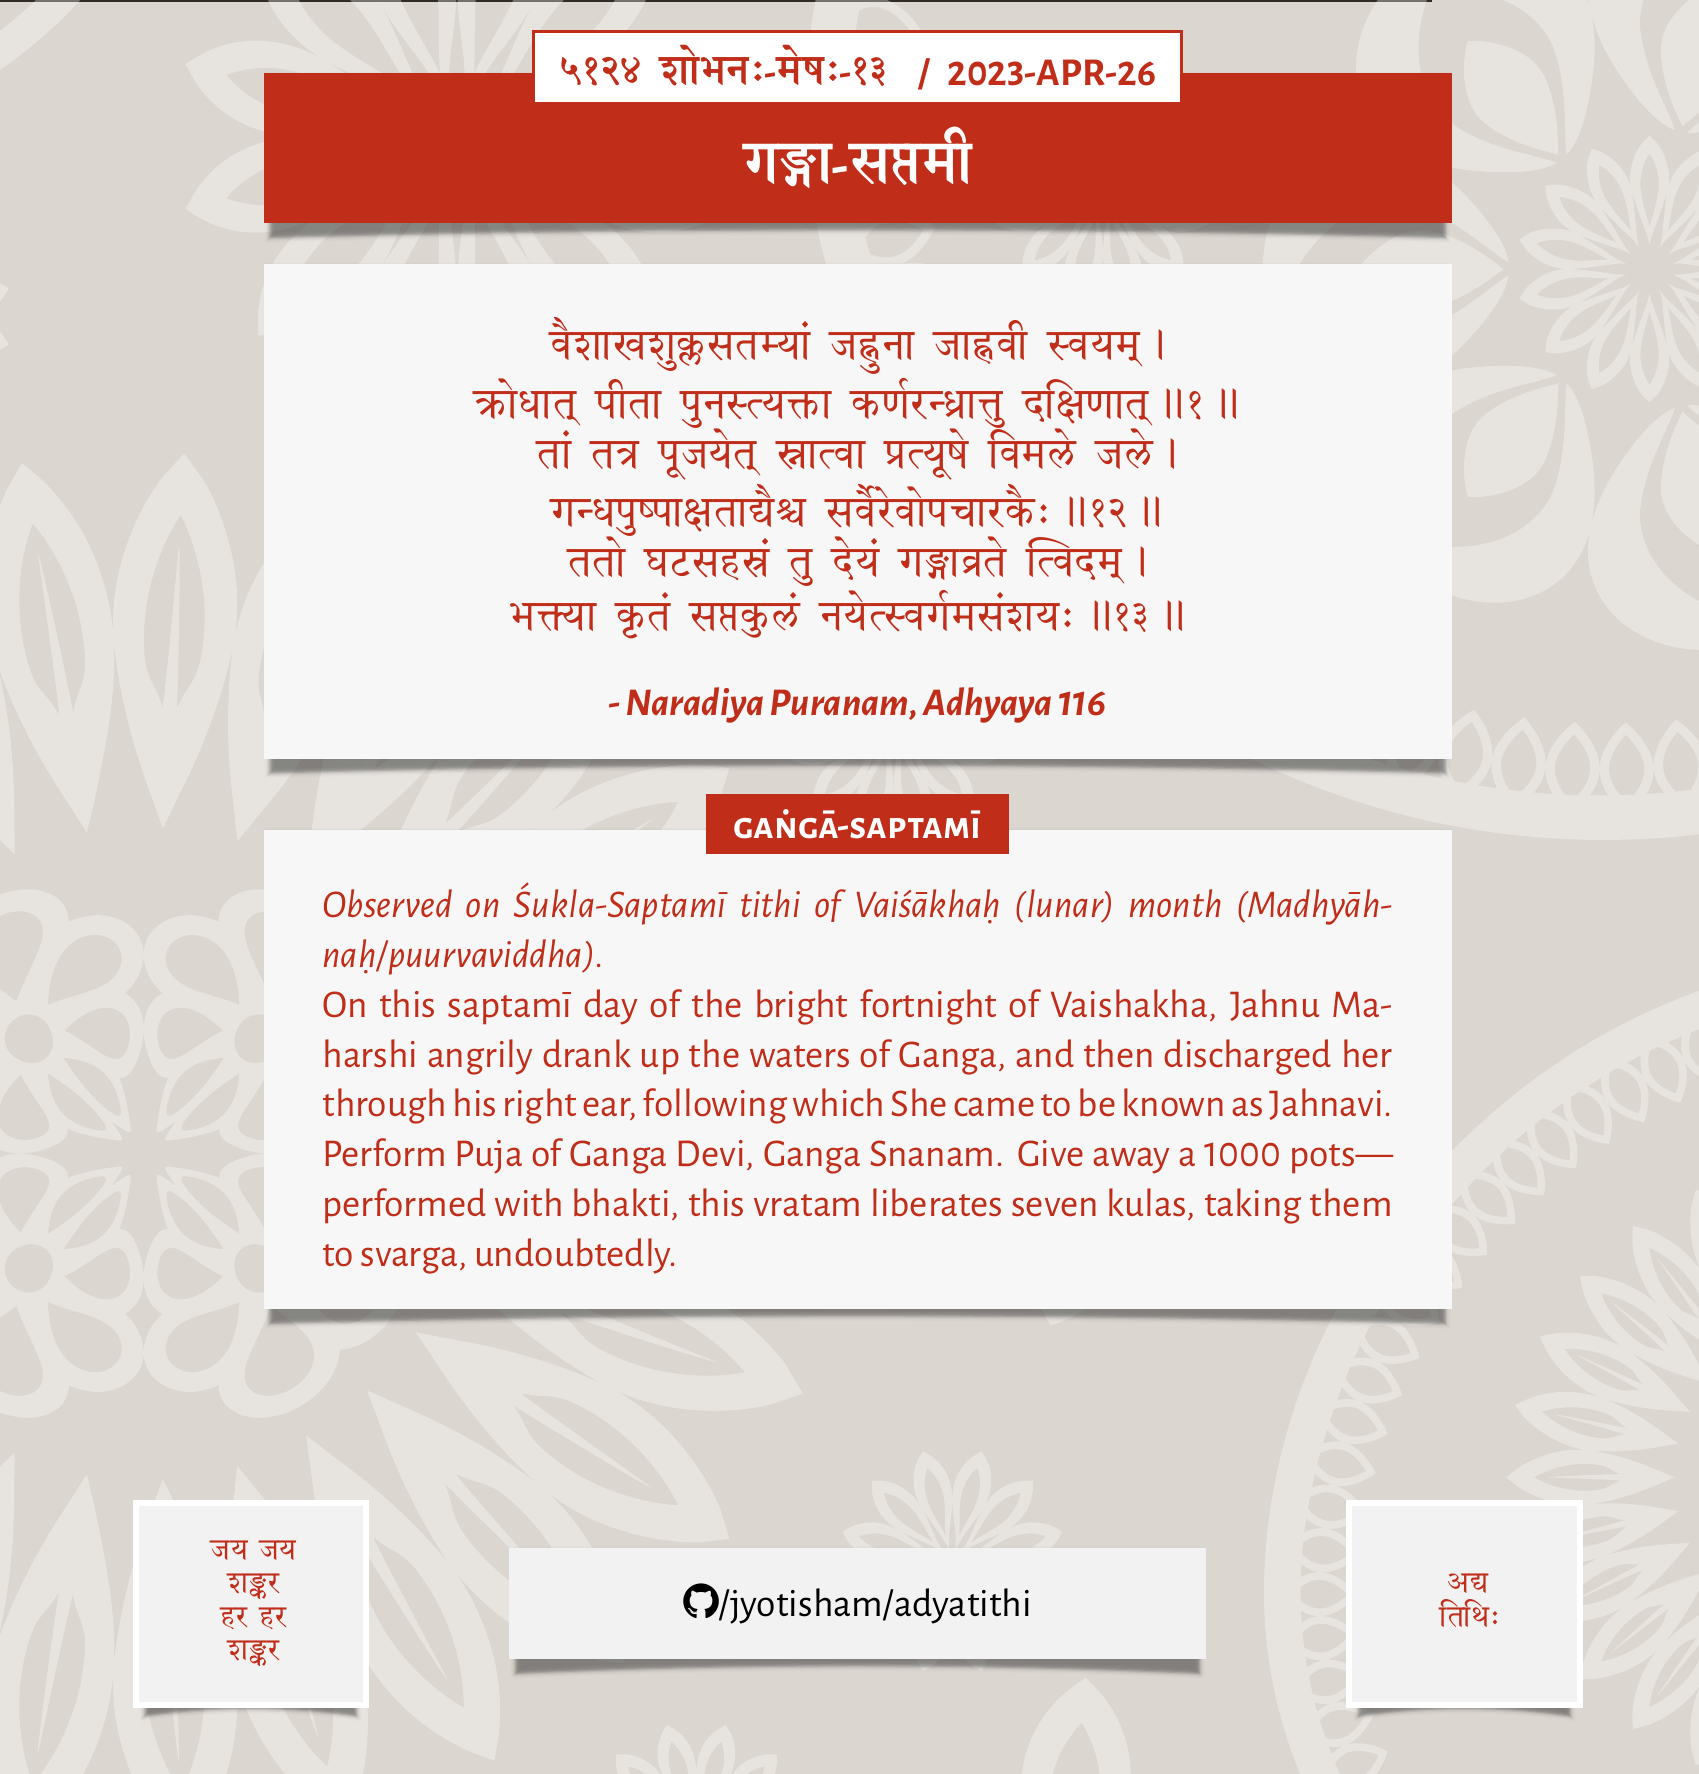 ५१२४ शोभनः-मेषः-१३ / 2023-APR-26
गङ्गा-सप्तमी
वैशाखशुक्लसतम्यां जह्नुना जाह्नवी स्वयम् ।
क्रोधात् पीता पुनस्त्यक्ता कर्णरन्ध्रात्तु दक्षिणात् ॥१ ॥
तां तत्र पूजयेत् स्नात्वा प्रत्यूषे विमले जले ।
गन्धपुष्पाक्षताद्यैश्च सर्वैरेवोपचारकैः ॥१२ ॥
ततो घटसहस्रं तु देयं गङ्गाव्रते त्विदम् ।
भक्त्या कृतं सप्तकुलं नयेत्स्वर्गमसंशयः ॥१३ ॥
- Naradiya Puranam, Adhyaya 116
GAṄGĀ-SAPTAMĪ
Observed on Śukla-Saptamī tithi of Vaiśākhaḥ (lunar) month (Madhyāh-
naḥ/puurvaviddha).
On this saptamī day of the bright fortnight of Vaishakha, Jahnu Ma-
harshi angrily drank up the waters of Ganga, and then discharged her
through his right ear, following which She came to be known as Jahnavi.
Perform Puja of Ganga Devi, Ganga Snanam. Give away a 1000 pots—
performed with bhakti, this vratam liberates seven kulas, taking them
to svarga, undoubtedly.
जय जय
शङ्कर
हर हर
शङ्कर
/jyotisham/adyatithi
अद्य
तिथिः